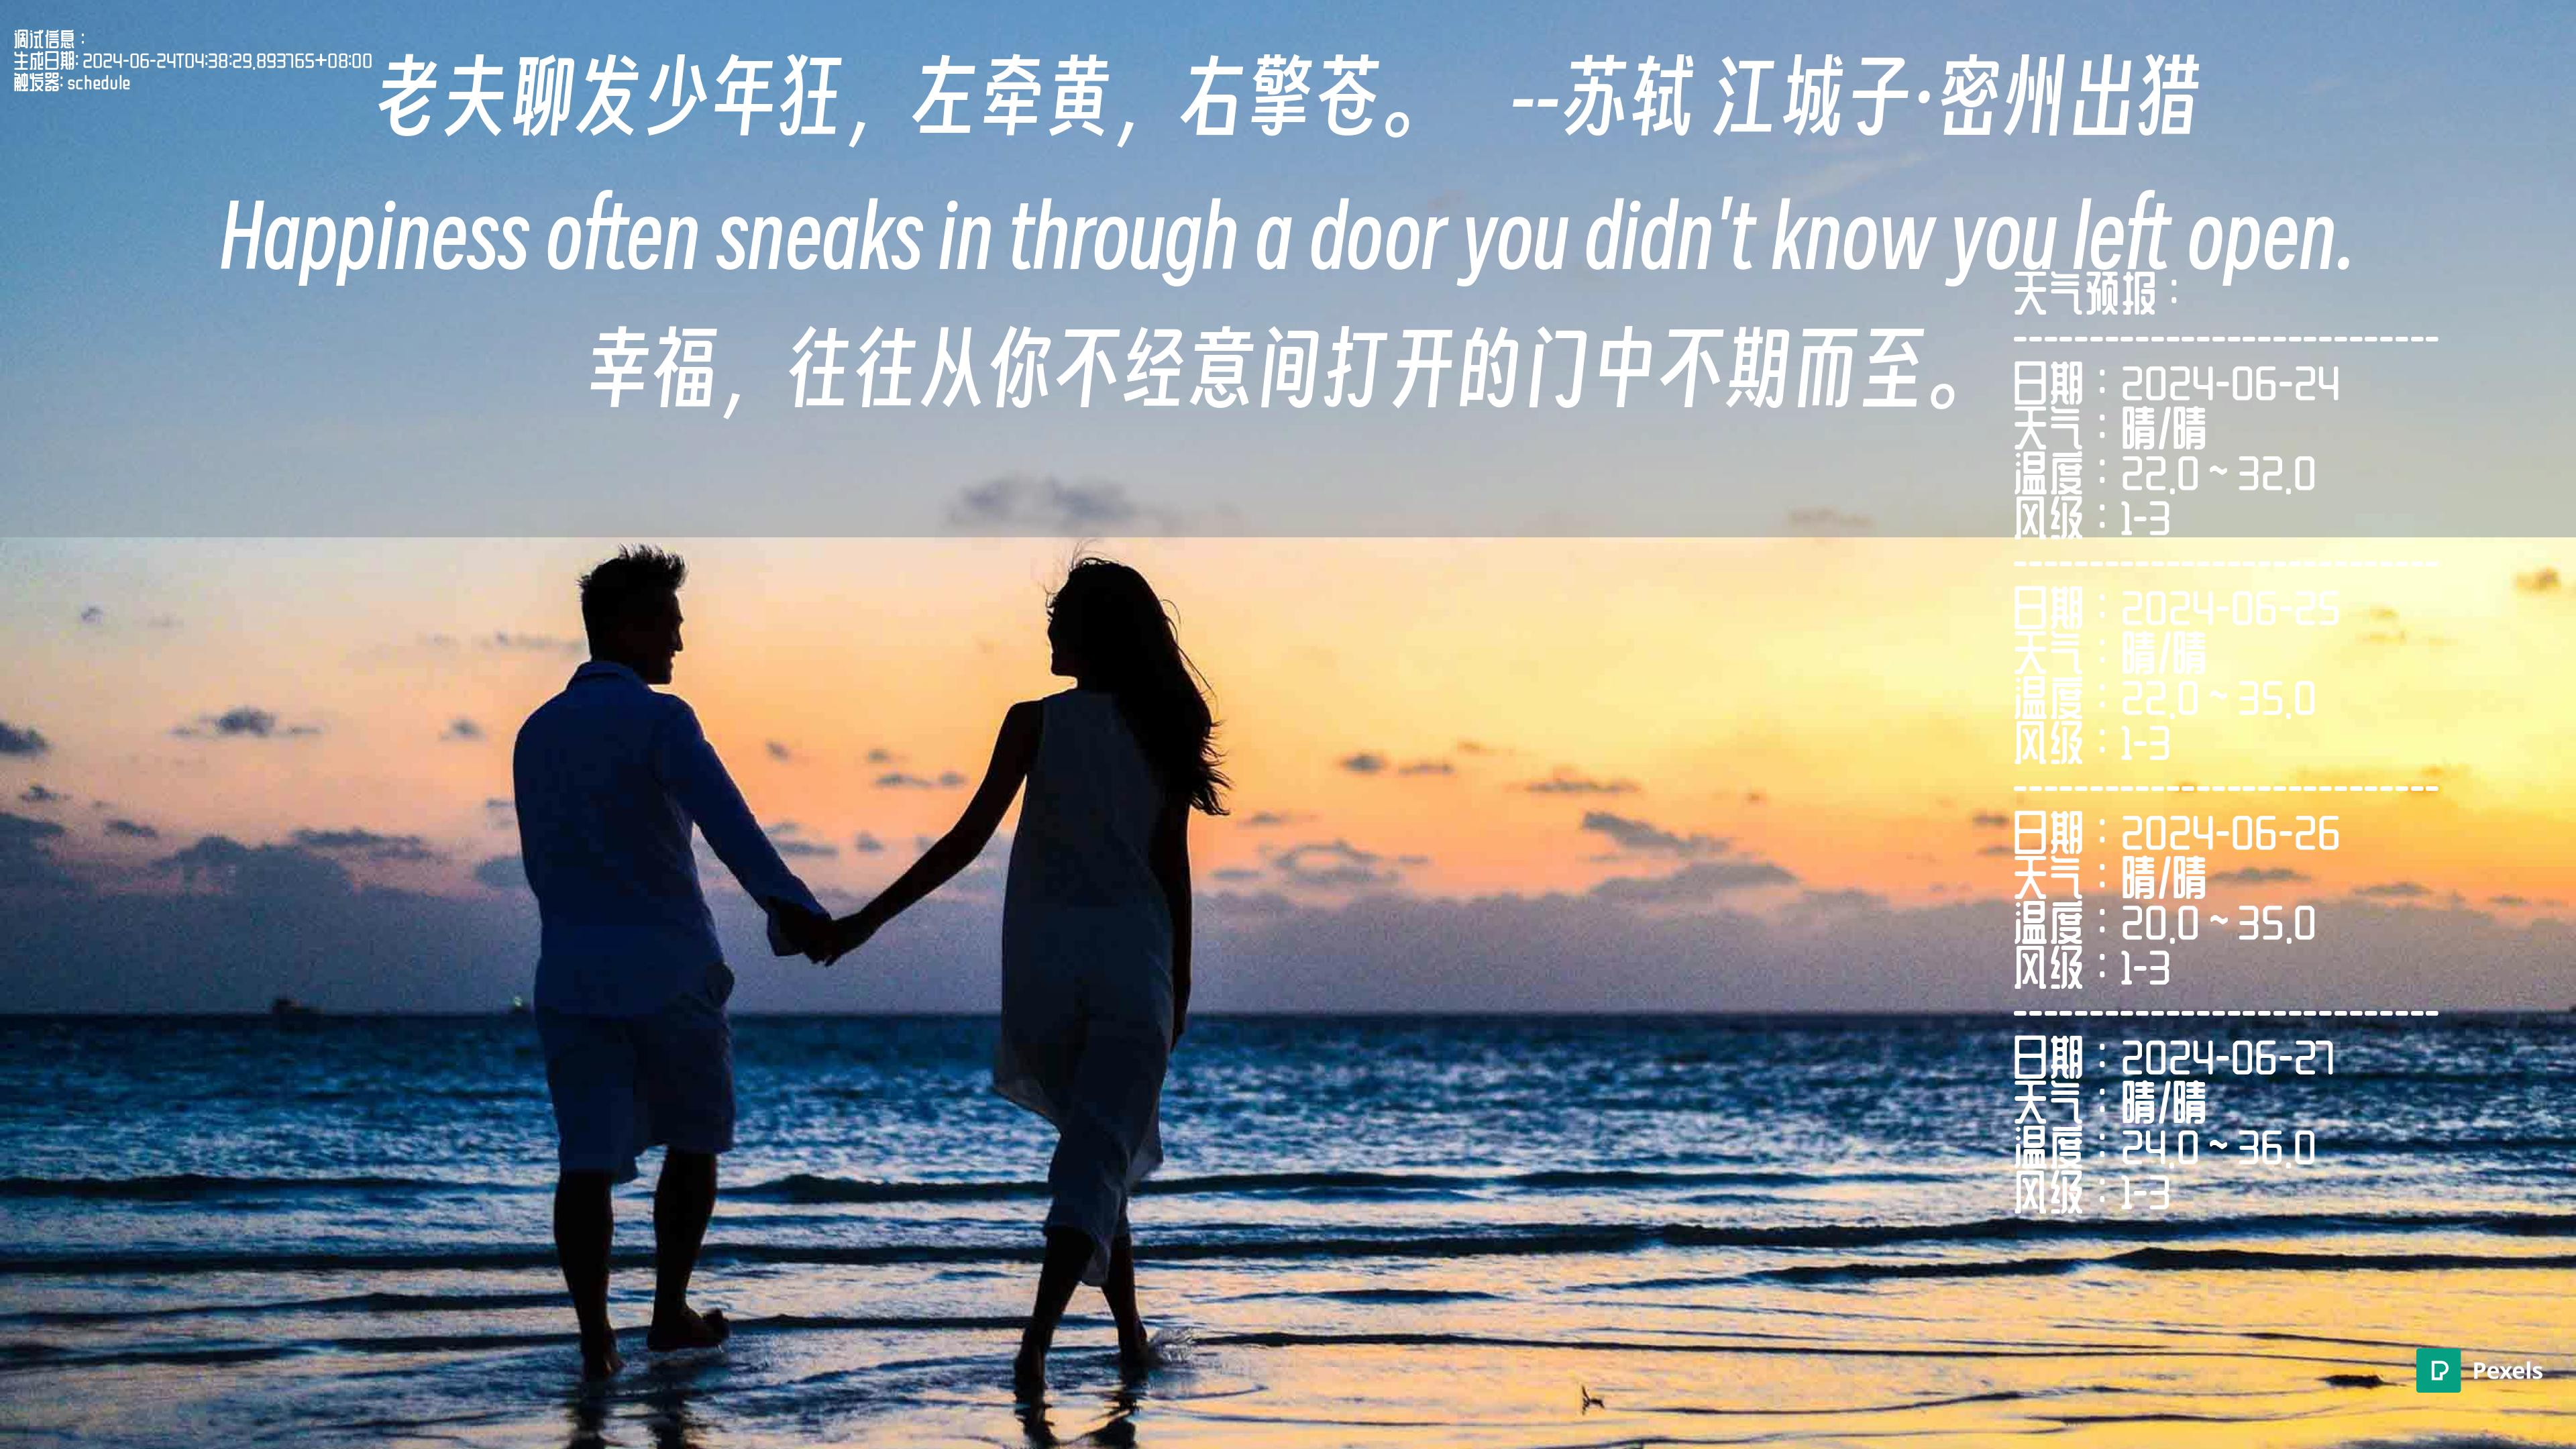 调试信息：
生成日期: 2024-06-24T04:38:29.893765+08:00
触发器: schedule
老夫聊发少年狂，左牵黄，右擎苍。 --苏轼 江城子·密州出猎
Happiness often sneaks in through a door you didn't know you left open.
幸福，往往从你不经意间打开的门中不期而至。
天气预报：
------------------------------
日期：2024-06-24
天气：晴/晴
温度：22.0 ~ 32.0
风级：1-3
------------------------------
日期：2024-06-25
天气：晴/晴
温度：22.0 ~ 35.0
风级：1-3
------------------------------
日期：2024-06-26
天气：晴/晴
温度：20.0 ~ 35.0
风级：1-3
------------------------------
日期：2024-06-27
天气：晴/晴
温度：24.0 ~ 36.0
风级：1-3
Pexels